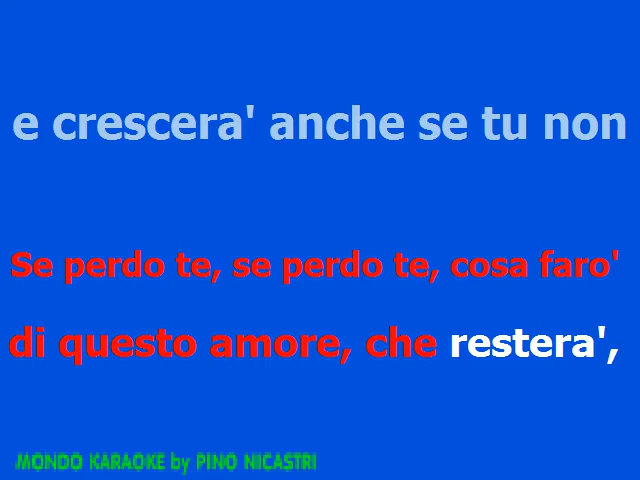 e crescera' anche se tu non
Se perdo te, se perdo te, cosa faro'
di questo amore, che restera',
MONDO KARAOKE by PINO NICASTRI